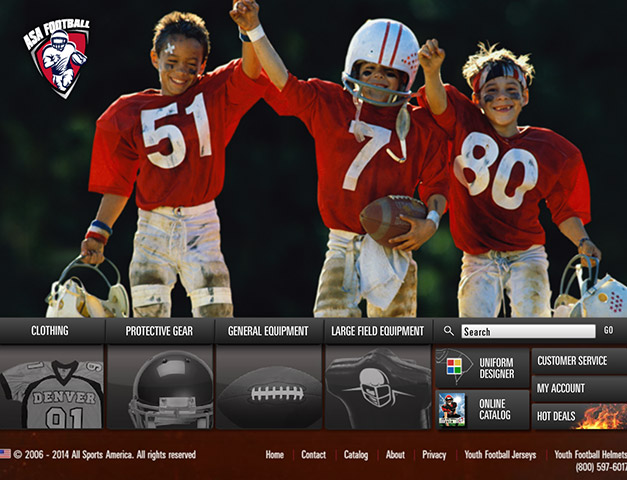 ASA FOOTBALL
51
7
80
CLOTHING
PROTECTIVE GEAR
GENERAL EQUIPMENT
LARGE FIELD EQUIPMENT
Search
GO
91
DENVER
91
UNIFORM
DESIGNER
ONLINE
CATALOG
CUSTOMER SERVICE
MY ACCOUNT
HOT DEALS
© 2006 - 2014 All Sports America. All rights reserved
Home | Contact | Catalog | About | Privacy | Youth Football Jerseys | Youth Football Helmets
(800) 597-6017